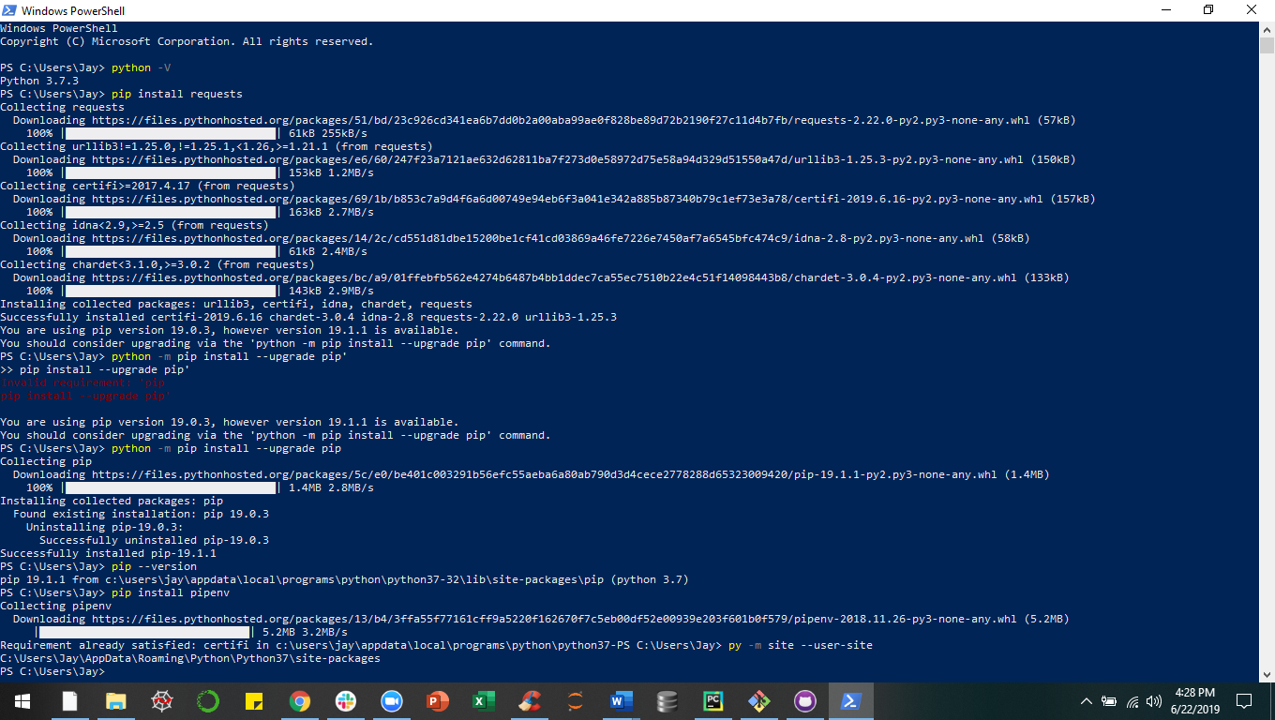 Windows PowerShell
Windows PowerShell
Copyright (C) Microsoft Corporation. All rights reserved.
PS C:\Users\Jay> python -V
Python 3.7.3
PS C:\Users\Jay> pip install requests
Collecting requests
Downloading https://files.pythonhosted.org/packages/51/bd/23c926cd341ea6b7dd0b2a00aba99ae0f828be89d72b2190f27c11d4b7fb/requests-2.22.0-py2.py3-none-any.whl (57kB)
100% | | 61kB 255kB/s
Collecting urllib3!=1.25.0,!=1.25.1,<1.26,>=1.21.1 (from requests)
Downloading https://files.pythonhosted.org/packages/e6/60/247f23a7121ae632d62811ba7f273d0e58972d75e58a94d329d51550a47d/urllib3-1.25.3-py2.py3-none-any.whl (150kB)
100% | | 153kB 1.2MB/s
Collecting certifi>=2017.4.17 (from requests)
Downloading https://files.pythonhosted.org/packages/69/1b/b853c7a9d4f6a6d00749e94eb6f3a041e342a885b87340b79c1ef73e3a78/certifi-2019.6.16-py2.py3-none-any.whl (157kB)
100% | | 163kB 2.7MB/s
Collecting idna<2.9,>=2.5 (from requests)
Downloading https://files.pythonhosted.org/packages/14/2c/cd551d81dbe15200be1cf41cd03869a46fe7226e7450af7a6545bfc474c9/idna-2.8-py2.py3-none-any.whl (58kB)
100% | | 61kB 2.4MB/s
Collecting chardet<3.1.0,>=3.0.2 (from requests)
Downloading https://files.pythonhosted.org/packages/bc/a9/01ffebfb562e4274b6487b4bb1ddec7ca55ec7510b22e4c51f14098443b8/chardet-3.0.4-py2.py3-none-any.whl (133kB)
100% | | 143kB 2.9MB/s
Installing collected packages: urllib3, certifi, idna, chardet, requests
Successfully installed certifi-2019.6.16 chardet-3.0.4 idna-2.8 requests-2.22.0 urllib3-1.25.3
You are using pip version 19.0.3, however version 19.1.1 is available.
You should consider upgrading via the 'python -m pip install --upgrade pip' command.
PS C:\Users\Jay> python -m pip install --upgrade pip'
>> pip install --upgrade pip'
Invalid requirement: 'pip
pip install --upgrade pip'
You are using pip version 19.0.3, however version 19.1.1 is available.
You should consider upgrading via the 'python -m pip install --upgrade pip' command.
PS C:\Users\Jay> python -m pip install --upgrade pip
Collecting pip
Downloading https://files.pythonhosted.org/packages/5c/e0/be401c003291b56efc55aeba6a80ab790d3d4cece2778288d65323009420/pip-19.1.1-py2.py3-none-any.whl (1.4MB)
100% | | 1.4MB 2.8MB/s
Installing collected packages: pip
Found existing installation: pip 19.0.3
Uninstalling pip-19.0.3:
Successfully uninstalled pip-19.0.3
Successfully installed pip-19.1.1
PS C:\Users\Jay> pip --version
pip 19.1.1 from c:\users\jay\appdata\local\programs\python\python37-32\lib\site-packages\pip (python 3.7)
PS C:\Users\Jay> pip install pipenv
Collecting pipenv
Downloading https://files.pythonhosted.org/packages/13/b4/3ffa55f77161cff9a5220f162670f7c5eb00df52e00939e203f601b0f579/pipenv-2018.11.26-py3-none-any.whl (5.2MB)
| | 5.2MB 3.2MB/s
Requirement already satisfied: certifi in c:\users\jay\appdata\local\programs\python\python37-PS C:\Users\Jay> py -m site --user-site
C:\Users\Jay\AppData\Roaming\Python\Python37\site-packages
PS C:\Users\Jay>
4:28 PM
6/22/2019